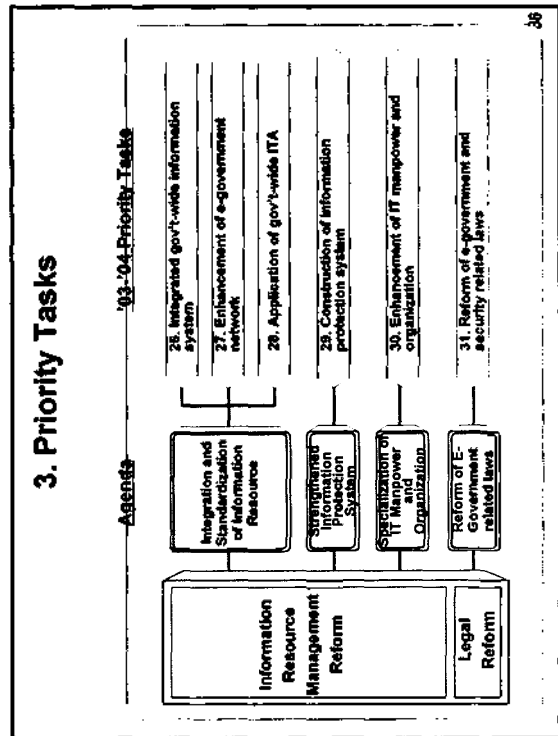 3. Priority Tasks
Agenda
'03-'04 Priority Tasks
Information
Resource
Management
Reform
Legal
Reform
Integration and
Standardization
of Information
Resource
Strengthened
Information
Protection
System
Specialization of
IT Manpower
and
Organization
Reform of E-
Government
related laws
26. Integrated gov't-wide information
system
27. Enhancement of e-government
network
28. Application of gov't-wide ITA
29. Construction of information
protection system
30. Enhancement of IT manpower and
organization
31. Reform of e-government and
security related laws
36